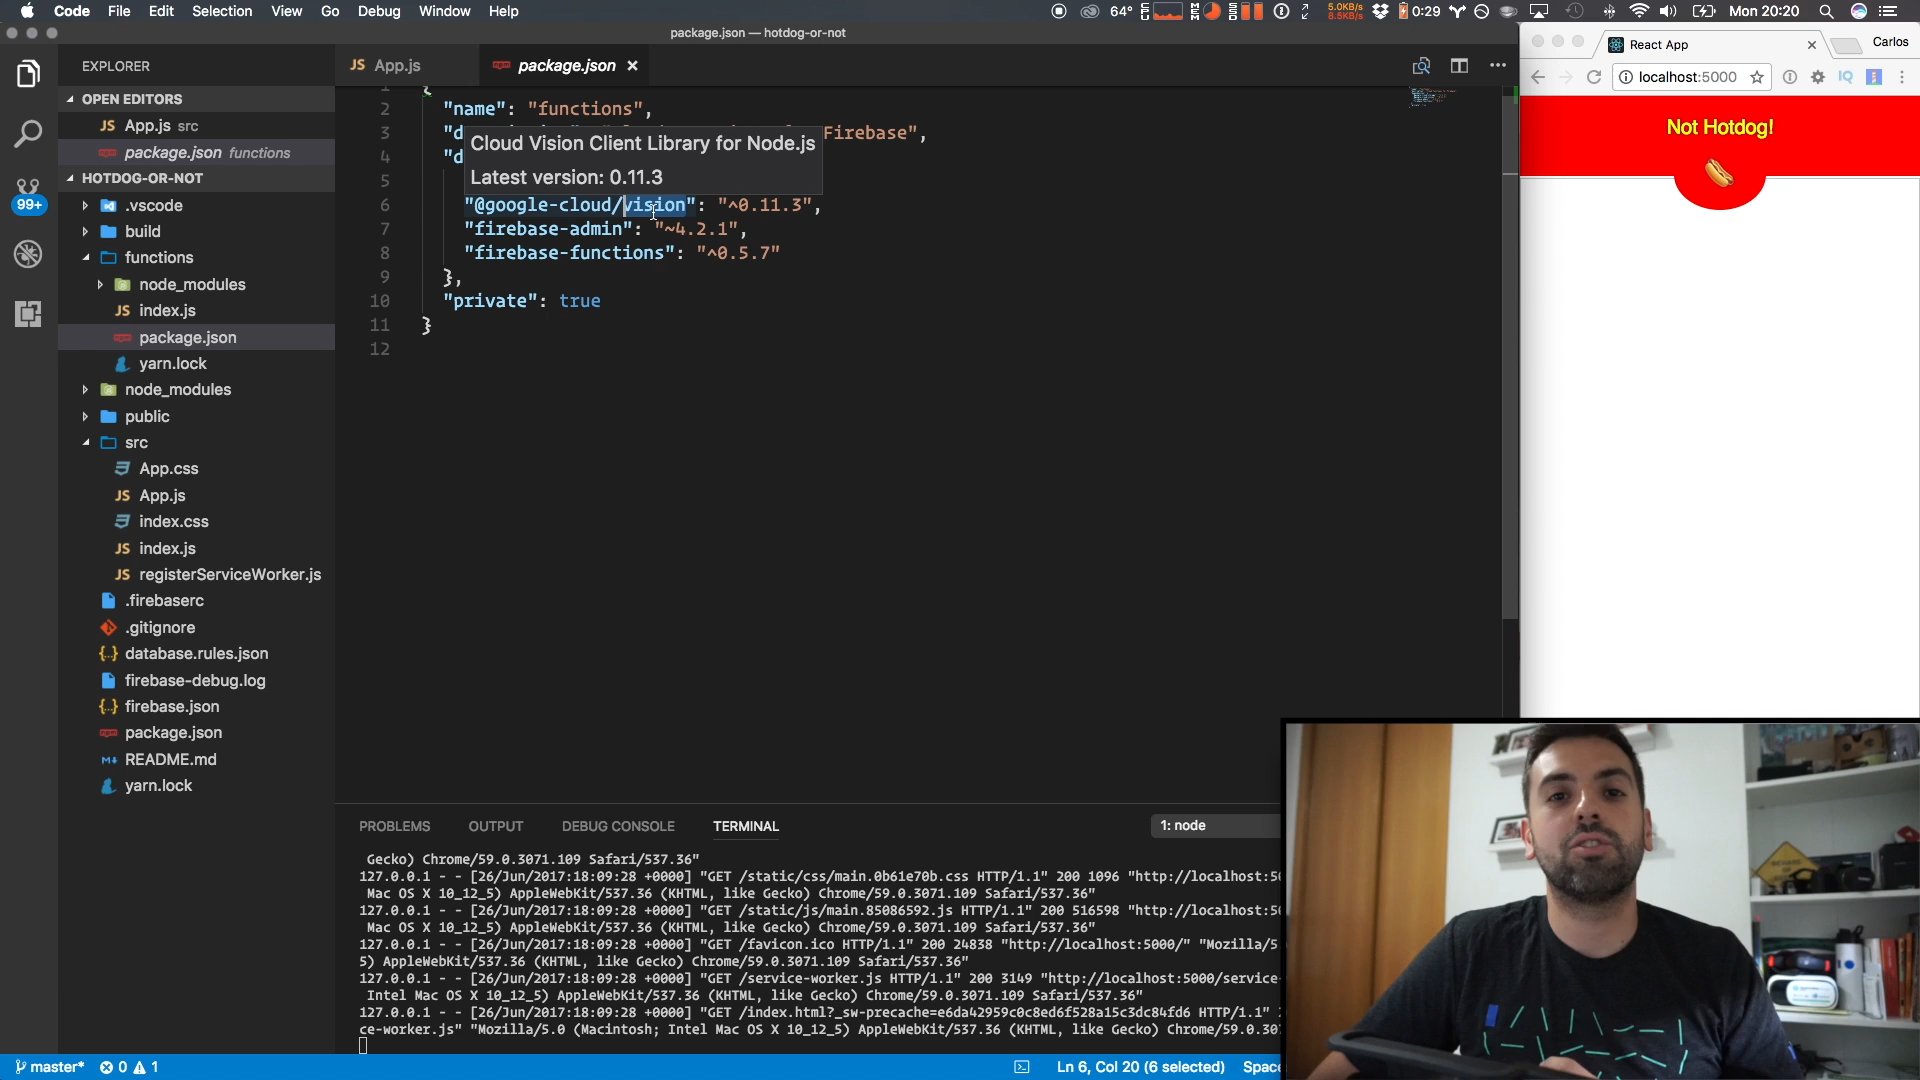 Code File Edit Selection View Go Debug Window Help
64° 5.0KB/s 8.5KB/s 0:29 Mon 20:20
package.json — hotdog-or-not
EXPLORER
OPEN EDITORS
JS App.js src
package.json functions
HOTDOG-OR-NOT
99+
.vscode
build
functions
node_modules
JS index.js
package.json
yarn.lock
node_modules
public
src
App.css
JS App.js
index.css
JS index.js
JS registerServiceWorker.js
.firebaserc
.gitignore
{..} database.rules.json
firebase-debug.log
{..} firebase.json
package.json
M↓ README.md
yarn.lock
JS App.js
package.json ×
1 {
2 "name": "functions",
3 "d Firebase",
4 "d
Cloud Vision Client Library for Node.js
Latest version: 0.11.3
5
6 "@google-cloud/vision": "^0.11.3",
7 "firebase-admin": "~4.2.1",
8 "firebase-functions": "^0.5.7"
9 },
10 "private": true
11 }
12
PROBLEMS OUTPUT DEBUG CONSOLE TERMINAL 1: node
Gecko) Chrome/59.0.3071.109 Safari/537.36"
127.0.0.1 - - [26/Jun/2017:18:09:28 +0000] "GET /static/css/main.0b61e70b.css HTTP/1.1" 200 1096 "http://localhost:50
Mac OS X 10_12_5) AppleWebKit/537.36 (KHTML, like Gecko) Chrome/59.0.3071.109 Safari/537.36"
127.0.0.1 - - [26/Jun/2017:18:09:28 +0000] "GET /static/js/main.85086592.js HTTP/1.1" 200 516598 "http://localhost:50
Mac OS X 10_12_5) AppleWebKit/537.36 (KHTML, like Gecko) Chrome/59.0.3071.109 Safari/537.36"
127.0.0.1 - - [26/Jun/2017:18:09:28 +0000] "GET /favicon.ico HTTP/1.1" 200 24838 "http://localhost:5000/" "Mozilla/5
5) AppleWebKit/537.36 (KHTML, like Gecko) Chrome/59.0.3071.109 Safari/537.36"
127.0.0.1 - - [26/Jun/2017:18:09:28 +0000] "GET /service-worker.js HTTP/1.1" 200 3149 "http://localhost:5000/service-
Intel Mac OS X 10_12_5) AppleWebKit/537.36 (KHTML, like Gecko) Chrome/59.0.3071.109 Safari/537.36"
127.0.0.1 - - [26/Jun/2017:18:09:28 +0000] "GET /index.html?_sw-precache=e6da42959c0c8ed6f528a15c3dc84fd6 HTTP/1.1"
ce-worker.js" "Mozilla/5.0 (Macintosh; Intel Mac OS X 10_12_5) AppleWebKit/537.36 (KHTML, like Gecko) Chrome/59.0.30
master* 0 1 Ln 6, Col 20 (6 selected) Space
React App × Carlos
localhost:5000 IQ
Not Hotdog!